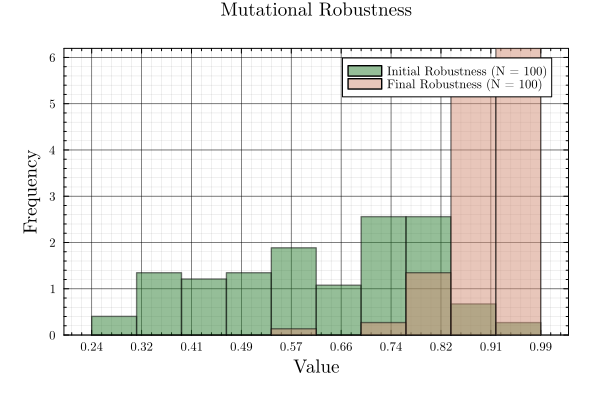 Mutational Robustness
Initial Robustness (N = 100)
Final Robustness (N = 100)
Frequency
6
5
4
3
2
1
0
0.24 0.32 0.41 0.49 0.57 0.66 0.74 0.82 0.91 0.99
Value